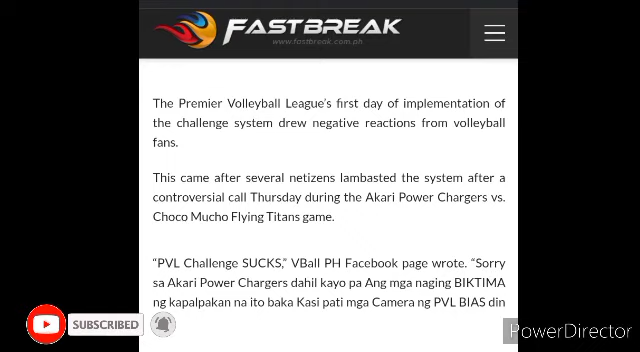 FASTBREAK
www.fastbreak.com.ph
The Premier Volleyball League's first day of implementation of
the challenge system drew negative reactions from volleyball
fans.
This came after several netizens lambasted the system after a
controversial call Thursday during the Akari Power Chargers vs.
Choco Mucho Flying Titans game.
“PVL Challenge SUCKS,” VBall PH Facebook page wrote. “Sorry
sa Akari Power Chargers dahil kayo pa Ang mga naging BIKTIMA
ng kapalpakan na ito baka Kasi pati mga Camera ng PVL BIAS din
SUBSCRIBED
PowerDirector